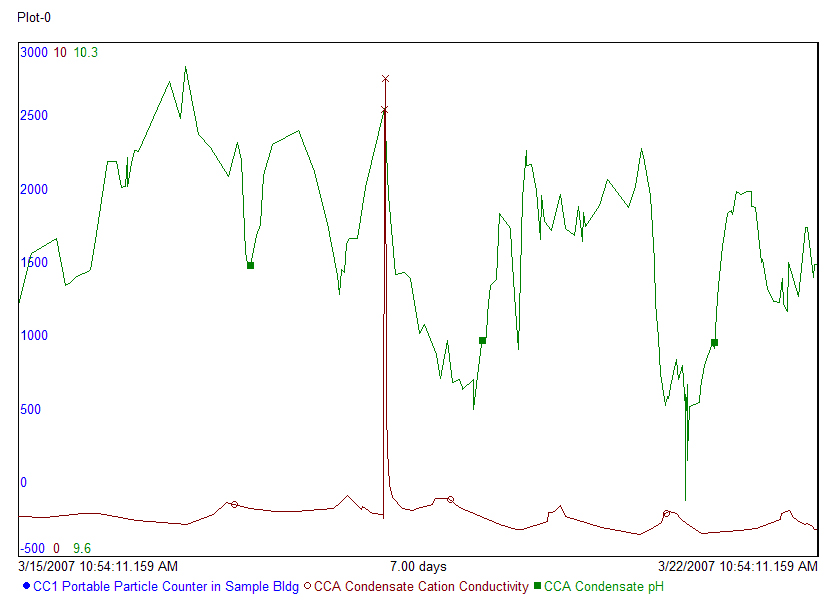 Plot-0
3000 10 10.3
2500
2000
1500
1000
500
0
-500 0 9.6
3/15/2007 10:54:11.159 AM 7.00 days 3/22/2007 10:54:11.159 AM
CC1 Portable Particle Counter in Sample Bldg CCA Condensate Cation Conductivity CCA Condensate pH